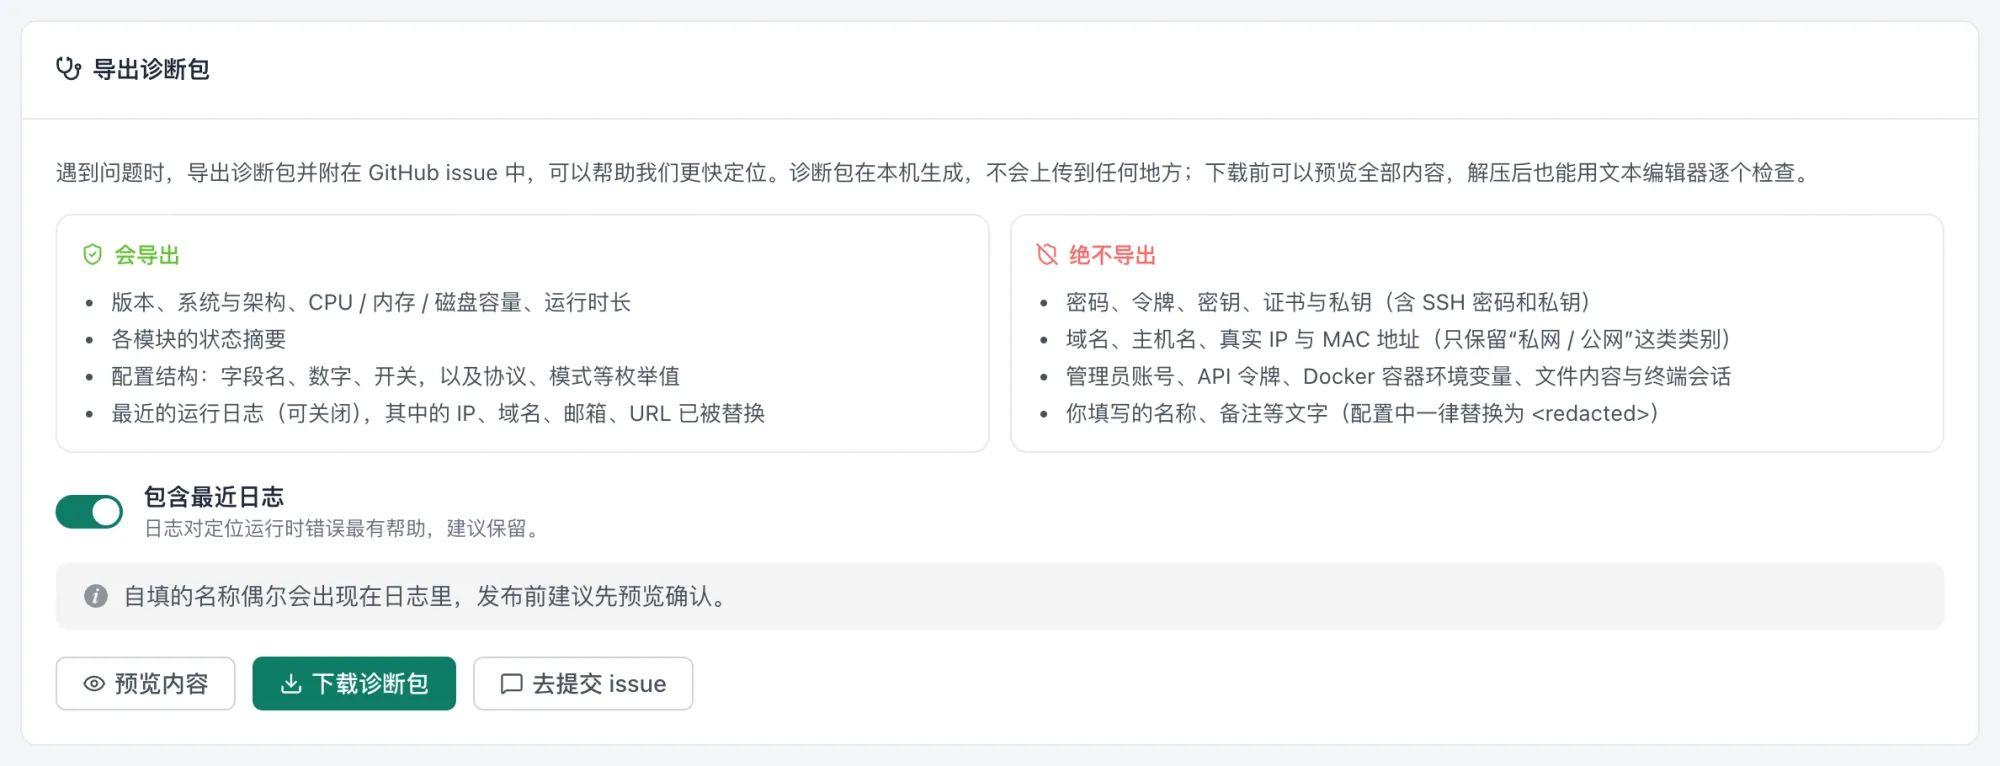 导出诊断包
遇到问题时，导出诊断包并附在 GitHub issue 中，可以帮助我们更快定位。诊断包在本机生成，不会上传到任何地方；下载前可以预览全部内容，解压后也能用文本编辑器逐个检查。
会导出
• 版本、系统与架构、CPU / 内存 / 磁盘容量、运行时长
• 各模块的状态摘要
• 配置结构：字段名、数字、开关，以及协议、模式等枚举值
• 最近的运行日志（可关闭），其中的 IP、域名、邮箱、URL 已被替换
绝不导出
• 密码、令牌、密钥、证书与私钥（含 SSH 密码和私钥）
• 域名、主机名、真实 IP 与 MAC 地址（只保留“私网 / 公网”这类类别）
• 管理员账号、API 令牌、Docker 容器环境变量、文件内容与终端会话
• 你填写的名称、备注等文字（配置中一律替换为 <redacted>）
包含最近日志
日志对定位运行时错误最有帮助，建议保留。
自填的名称偶尔会出现在日志里，发布前建议先预览确认。
预览内容
下载诊断包
去提交 issue